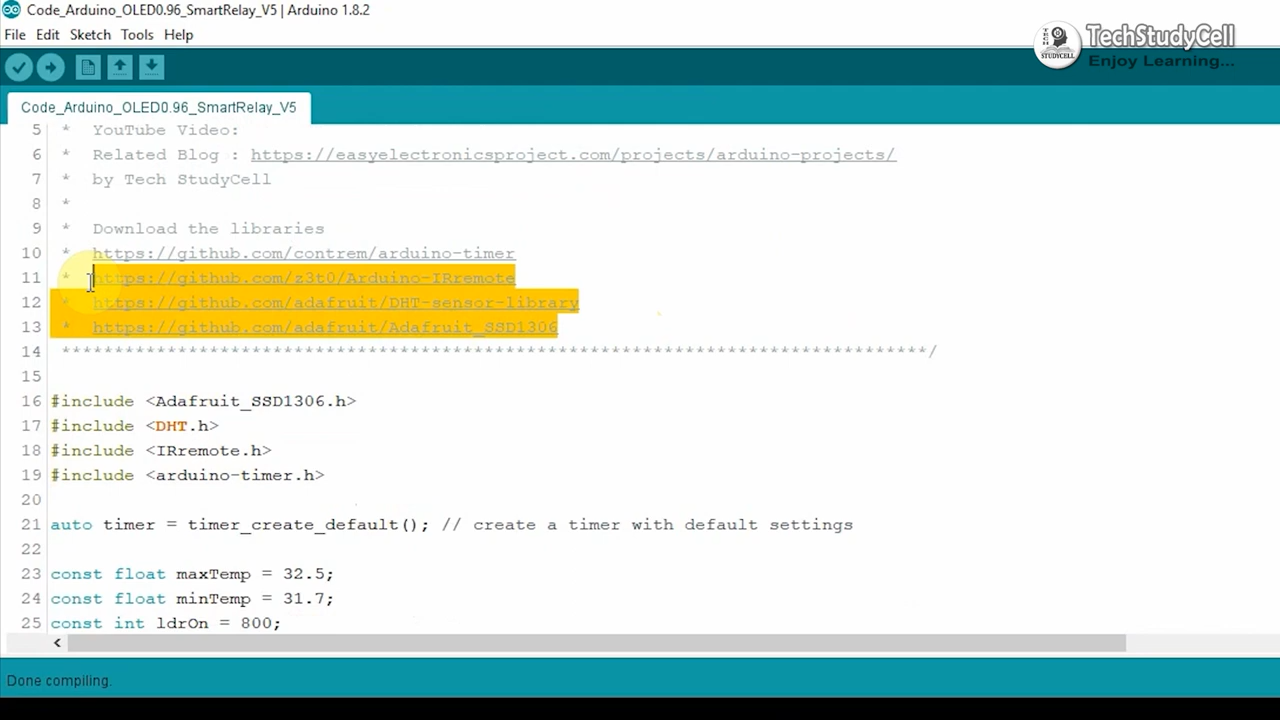 Code_Arduino_OLED0.96_SmartRelay_V5 | Arduino 1.8.2
File Edit Sketch Tools Help
TECH STUDYCELL
TechStudyCell
Enjoy Learning...
Code_Arduino_OLED0.96_SmartRelay_V5
5 * YouTube Video:
6 * Related Blog : https://easyelectronicsproject.com/projects/arduino-projects/
7 * by Tech StudyCell
8 *
9 * Download the libraries
10 * https://github.com/contrem/arduino-timer
11 * https://github.com/z3t0/Arduino-IRremote
12 * https://github.com/adafruit/DHT-sensor-library
13 * https://github.com/adafruit/Adafruit_SSD1306
14 **********************************************************************************/
15
16 #include <Adafruit_SSD1306.h>
17 #include <DHT.h>
18 #include <IRremote.h>
19 #include <arduino-timer.h>
20
21 auto timer = timer_create_default(); // create a timer with default settings
22
23 const float maxTemp = 32.5;
24 const float minTemp = 31.7;
25 const int ldrOn = 800;
Done compiling.